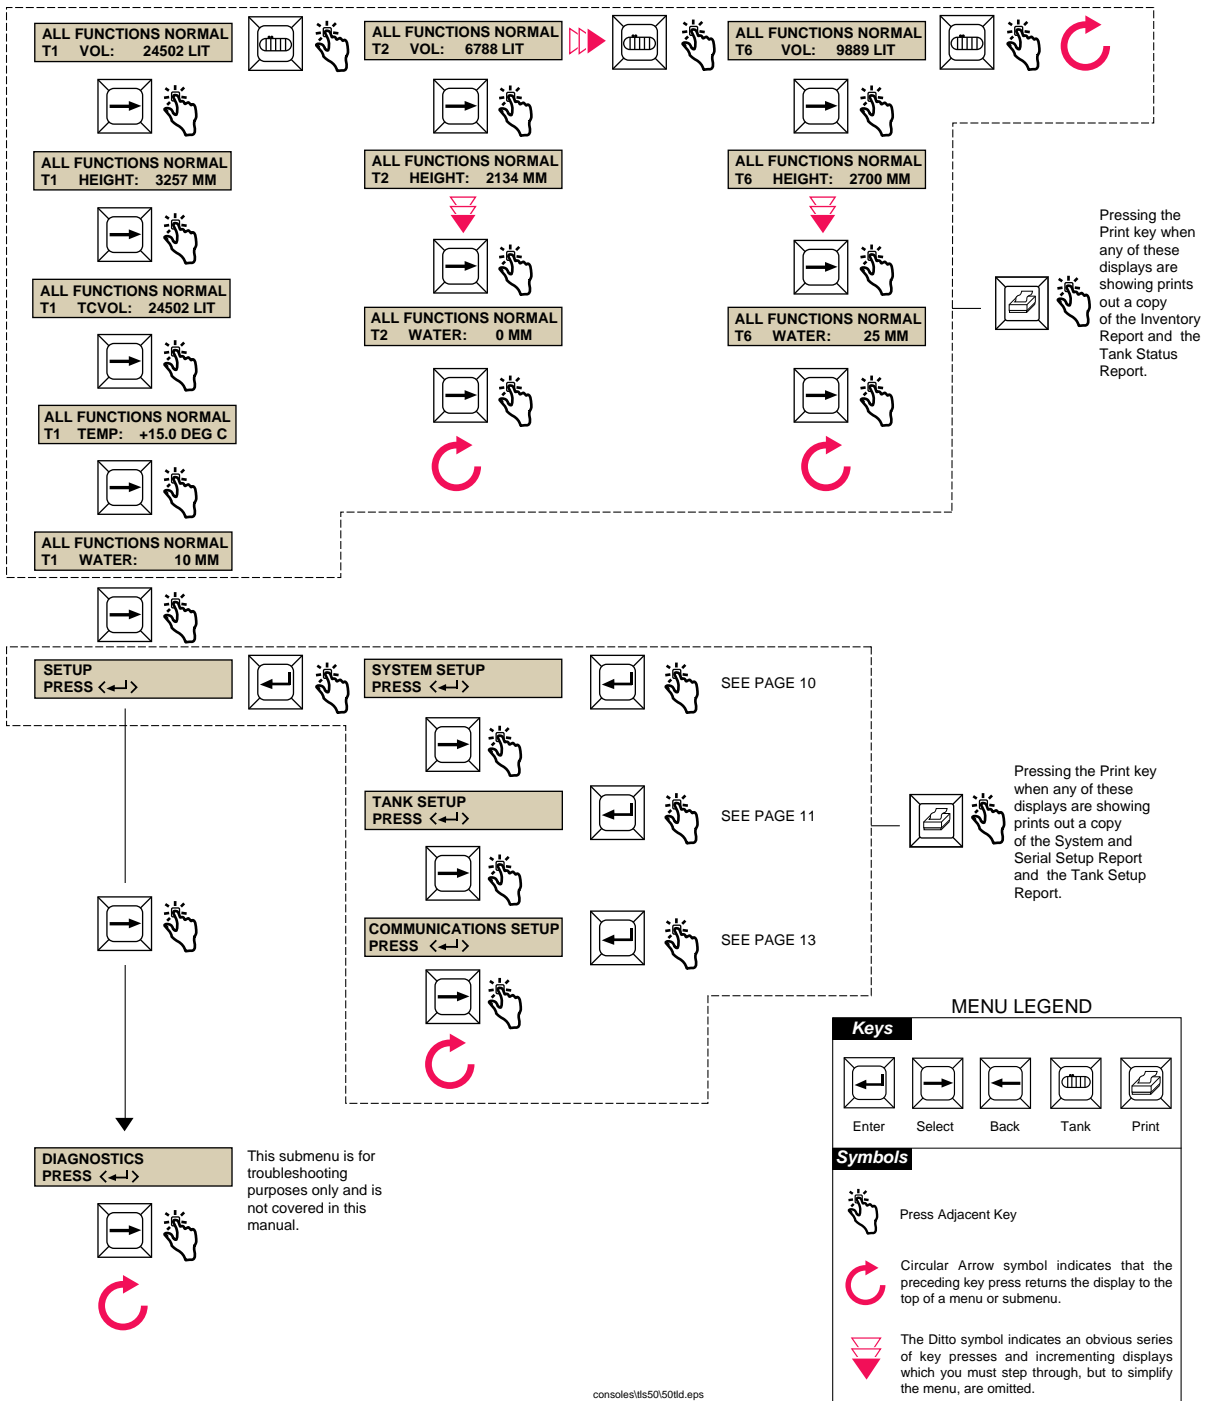 ALL FUNCTIONS NORMAL
T1 VOL: 24502 LIT
ALL FUNCTIONS NORMAL
T2 VOL: 6788 LIT
ALL FUNCTIONS NORMAL
T6 VOL: 9889 LIT
ALL FUNCTIONS NORMAL
T1 HEIGHT: 3257 MM
ALL FUNCTIONS NORMAL
T2 HEIGHT: 2134 MM
ALL FUNCTIONS NORMAL
T6 HEIGHT: 2700 MM
Pressing the
Print key when
any of these
displays are
showing prints
out a copy
of the Inventory
Report and the
Tank Status
Report.
ALL FUNCTIONS NORMAL
T1 TCVOL: 24502 LIT
ALL FUNCTIONS NORMAL
T2 WATER: 0 MM
ALL FUNCTIONS NORMAL
T6 WATER: 25 MM
ALL FUNCTIONS NORMAL
T1 TEMP: +15.0 DEG C
ALL FUNCTIONS NORMAL
T1 WATER: 10 MM
SETUP
PRESS <↵>
SYSTEM SETUP
PRESS <↵>
SEE PAGE 10
TANK SETUP
PRESS <↵>
SEE PAGE 11
Pressing the Print key
when any of these
displays are showing
prints out a copy
of the System and
Serial Setup Report
and the Tank Setup
Report.
COMMUNICATIONS SETUP
PRESS <↵>
SEE PAGE 13
DIAGNOSTICS
PRESS <↵>
This submenu is for
troubleshooting
purposes only and is
not covered in this
manual.
MENU LEGEND
Keys
Enter Select Back Tank Print
Symbols
Press Adjacent Key
Circular Arrow symbol indicates that the
preceding key press returns the display to the
top of a menu or submenu.
The Ditto symbol indicates an obvious series
of key presses and incrementing displays
which you must step through, but to simplify
the menu, are omitted.
consoles\tls50\50tld.eps